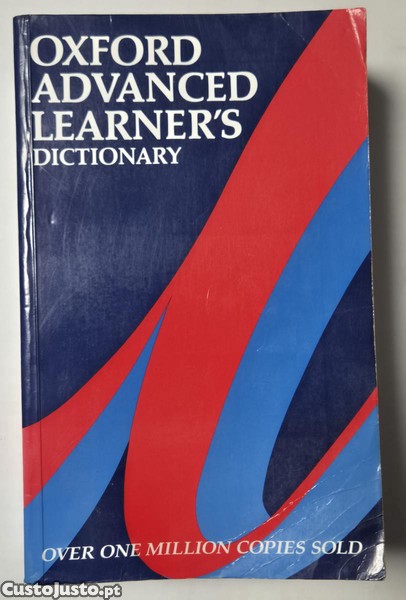 OXFORD
ADVANCED
LEARNER'S
DICTIONARY
OVER ONE MILLION COPIES SOLD
CustoJusto.pt